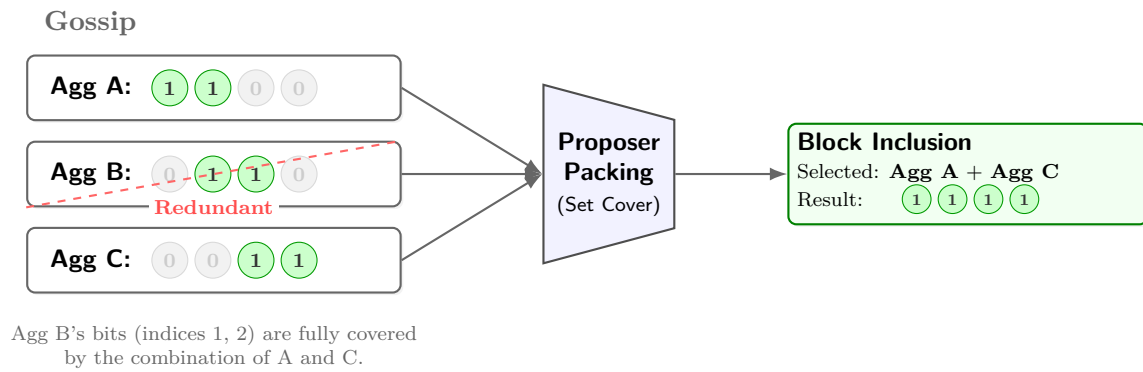 Gossip
Agg A: 1 1 0 0
Agg B: 0 1 1 0
Redundant
Agg C: 0 0 1 1
Agg B's bits (indices 1, 2) are fully covered
by the combination of A and C.
Proposer
Packing
(Set Cover)
Block Inclusion
Selected: Agg A + Agg C
Result: 1 1 1 1